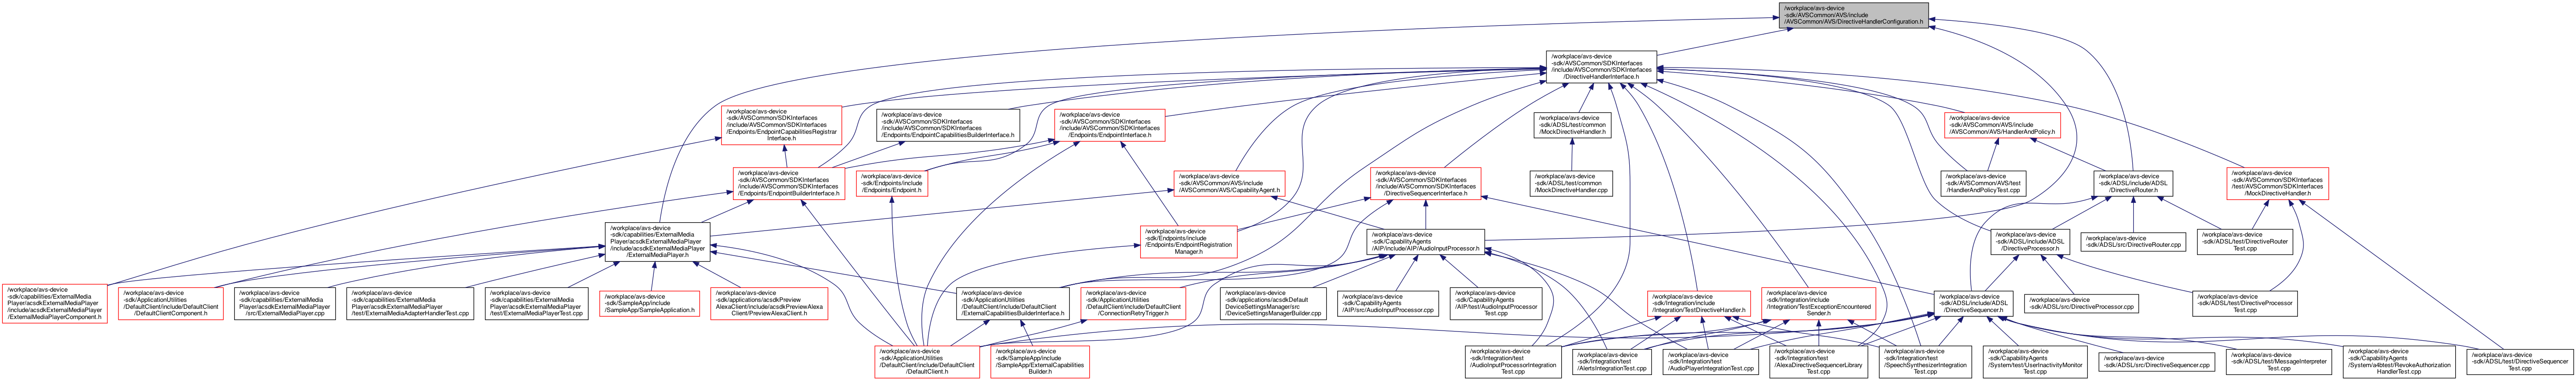 /workplace/avs-device
-sdk/AVSCommon/AVS/include
/AVSCommon/AVS/DirectiveHandlerConfiguration.h
/workplace/avs-device
-sdk/AVSCommon/SDKInterfaces
/include/AVSCommon/SDKInterfaces
/DirectiveHandlerInterface.h
/workplace/avs-device
-sdk/AVSCommon/SDKInterfaces
/include/AVSCommon/SDKInterfaces
/Endpoints/EndpointCapabilitiesRegistrar
Interface.h
/workplace/avs-device
-sdk/AVSCommon/SDKInterfaces
/include/AVSCommon/SDKInterfaces
/Endpoints/EndpointCapabilitiesBuilderInterface.h
/workplace/avs-device
-sdk/AVSCommon/SDKInterfaces
/include/AVSCommon/SDKInterfaces
/Endpoints/EndpointInterface.h
/workplace/avs-device
-sdk/ADSL/test/common
/MockDirectiveHandler.h
/workplace/avs-device
-sdk/AVSCommon/AVS/include
/AVSCommon/AVS/HandlerAndPolicy.h
/workplace/avs-device
-sdk/AVSCommon/SDKInterfaces
/include/AVSCommon/SDKInterfaces
/Endpoints/EndpointBuilderInterface.h
/workplace/avs-device
-sdk/Endpoints/include
/Endpoints/Endpoint.h
/workplace/avs-device
-sdk/AVSCommon/AVS/include
/AVSCommon/AVS/CapabilityAgent.h
/workplace/avs-device
-sdk/AVSCommon/SDKInterfaces
/include/AVSCommon/SDKInterfaces
/DirectiveSequencerInterface.h
/workplace/avs-device
-sdk/ADSL/test/common
/MockDirectiveHandler.cpp
/workplace/avs-device
-sdk/AVSCommon/AVS/test
/HandlerAndPolicyTest.cpp
/workplace/avs-device
-sdk/ADSL/include/ADSL
/DirectiveRouter.h
/workplace/avs-device
-sdk/AVSCommon/SDKInterfaces
/test/AVSCommon/SDKInterfaces
/MockDirectiveHandler.h
/workplace/avs-device
-sdk/capabilities/ExternalMedia
Player/acsdkExternalMediaPlayer
/include/acsdkExternalMediaPlayer
/ExternalMediaPlayer.h
/workplace/avs-device
-sdk/Endpoints/include
/Endpoints/EndpointRegistration
Manager.h
/workplace/avs-device
-sdk/CapabilityAgents
/AIP/include/AIP/AudioInputProcessor.h
/workplace/avs-device
-sdk/ADSL/include/ADSL
/DirectiveProcessor.h
/workplace/avs-device
-sdk/ADSL/src/DirectiveRouter.cpp
/workplace/avs-device
-sdk/ADSL/test/DirectiveRouter
Test.cpp
/workplace/avs-device
-sdk/capabilities/ExternalMedia
Player/acsdkExternalMediaPlayer
/include/acsdkExternalMediaPlayer
/ExternalMediaPlayerComponent.h
/workplace/avs-device
-sdk/ApplicationUtilities
/DefaultClient/include/DefaultClient
/DefaultClientComponent.h
/workplace/avs-device
-sdk/capabilities/ExternalMedia
Player/acsdkExternalMediaPlayer
/src/ExternalMediaPlayer.cpp
/workplace/avs-device
-sdk/capabilities/ExternalMedia
Player/acsdkExternalMediaPlayer
/test/ExternalMediaAdapterHandlerTest.cpp
/workplace/avs-device
-sdk/capabilities/ExternalMedia
Player/acsdkExternalMediaPlayer
/test/ExternalMediaPlayerTest.cpp
/workplace/avs-device
-sdk/SampleApp/include
/SampleApp/SampleApplication.h
/workplace/avs-device
-sdk/applications/acsdkPreview
AlexaClient/include/acsdkPreviewAlexa
Client/PreviewAlexaClient.h
/workplace/avs-device
-sdk/ApplicationUtilities
/DefaultClient/include/DefaultClient
/ExternalCapabilitiesBuilderInterface.h
/workplace/avs-device
-sdk/ApplicationUtilities
/DefaultClient/include/DefaultClient
/ConnectionRetryTrigger.h
/workplace/avs-device
-sdk/applications/acsdkDefault
DeviceSettingsManager/src
/DeviceSettingsManagerBuilder.cpp
/workplace/avs-device
-sdk/CapabilityAgents
/AIP/src/AudioInputProcessor.cpp
/workplace/avs-device
-sdk/CapabilityAgents
/AIP/test/AudioInputProcessor
Test.cpp
/workplace/avs-device
-sdk/Integration/include
/Integration/TestDirectiveHandler.h
/workplace/avs-device
-sdk/Integration/include
/Integration/TestExceptionEncountered
Sender.h
/workplace/avs-device
-sdk/ADSL/include/ADSL
/DirectiveSequencer.h
/workplace/avs-device
-sdk/ADSL/src/DirectiveProcessor.cpp
/workplace/avs-device
-sdk/ADSL/test/DirectiveProcessor
Test.cpp
/workplace/avs-device
-sdk/ApplicationUtilities
/DefaultClient/include/DefaultClient
/DefaultClient.h
/workplace/avs-device
-sdk/SampleApp/include
/SampleApp/ExternalCapabilities
Builder.h
/workplace/avs-device
-sdk/Integration/test
/AudioInputProcessorIntegration
Test.cpp
/workplace/avs-device
-sdk/Integration/test
/AlertsIntegrationTest.cpp
/workplace/avs-device
-sdk/Integration/test
/AudioPlayerIntegrationTest.cpp
/workplace/avs-device
-sdk/Integration/test
/AlexaDirectiveSequencerLibrary
Test.cpp
/workplace/avs-device
-sdk/Integration/test
/SpeechSynthesizerIntegration
Test.cpp
/workplace/avs-device
-sdk/CapabilityAgents
/System/test/UserInactivityMonitor
Test.cpp
/workplace/avs-device
-sdk/ADSL/src/DirectiveSequencer.cpp
/workplace/avs-device
-sdk/ADSL/test/MessageInterpreter
Test.cpp
/workplace/avs-device
-sdk/CapabilityAgents
/System/a4btest/RevokeAuthorization
HandlerTest.cpp
/workplace/avs-device
-sdk/ADSL/test/DirectiveSequencer
Test.cpp